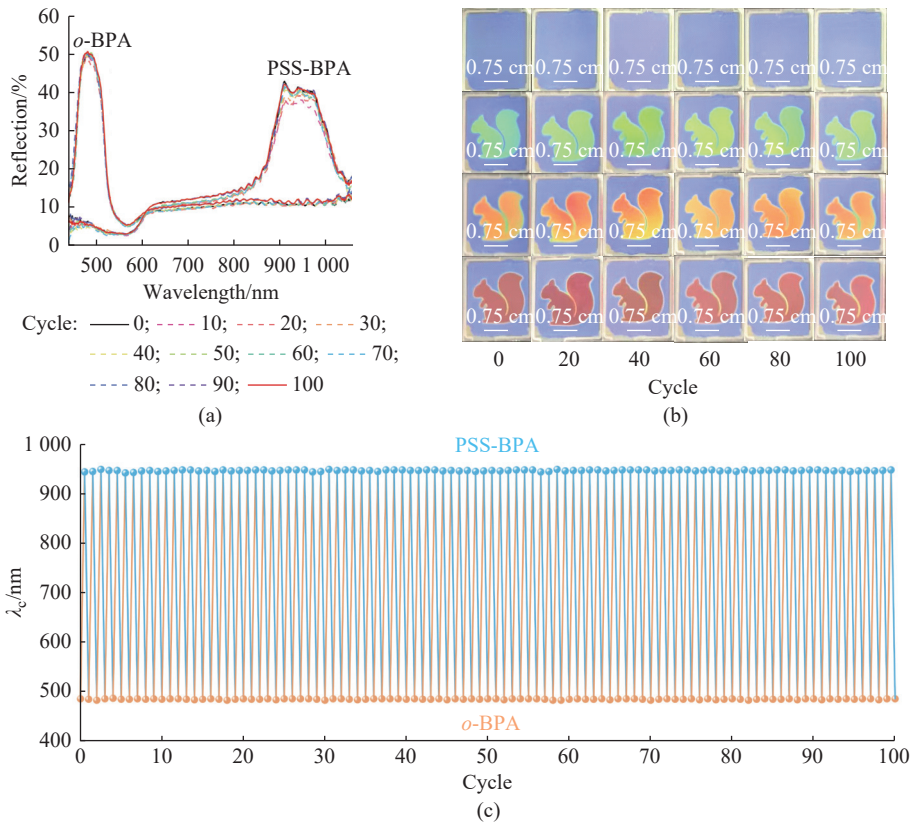 60
50
40
30
20
10
0
Reflection/%
o-BPA
PSS-BPA
500 600 700 800 900 1 000
Wavelength/nm
Cycle: 0; 10; 20; 30;
40; 50; 60; 70;
80; 90; 100
(a)
0.75 cm 0.75 cm 0.75 cm 0.75 cm 0.75 cm 0.75 cm
0.75 cm 0.75 cm 0.75 cm 0.75 cm 0.75 cm 0.75 cm
0.75 cm 0.75 cm 0.75 cm 0.75 cm 0.75 cm 0.75 cm
0.75 cm 0.75 cm 0.75 cm 0.75 cm 0.75 cm 0.75 cm
0 20 40 60 80 100
Cycle
(b)
1 000
900
800
700
600
500
400
λc/nm
PSS-BPA
o-BPA
0 10 20 30 40 50 60 70 80 90 100
Cycle
(c)